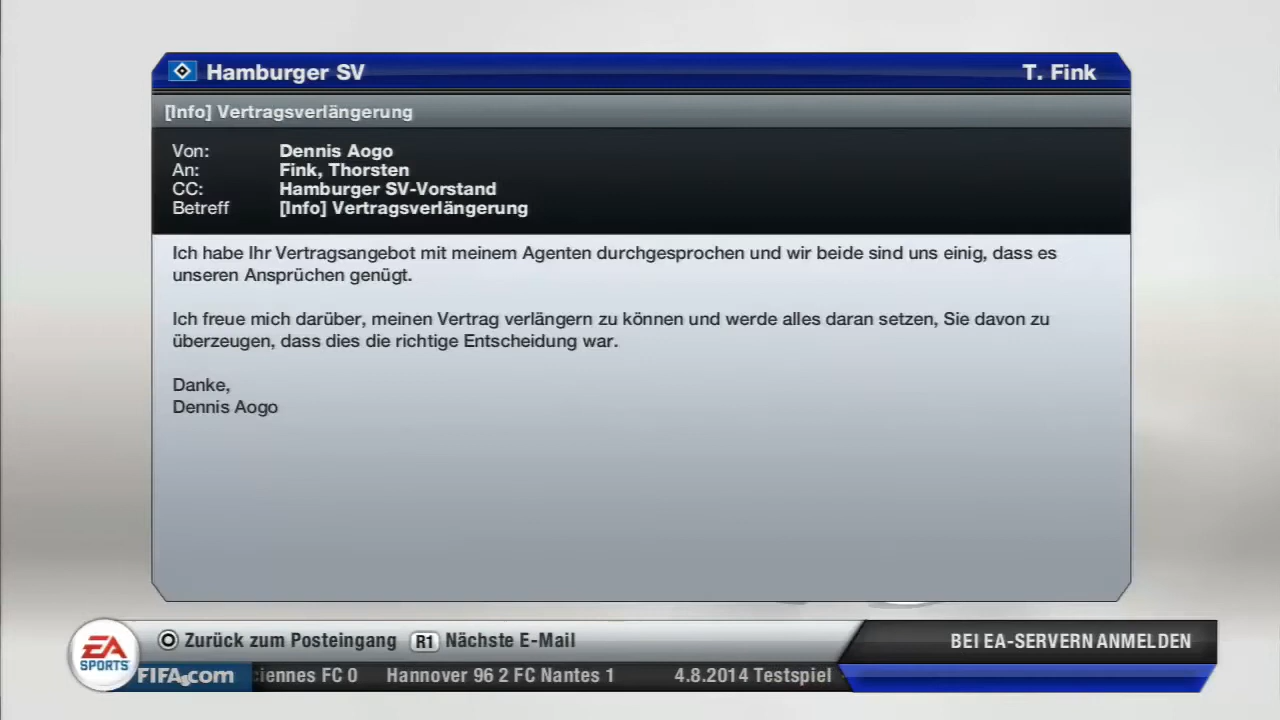 Hamburger SV
T. Fink
[Info] Vertragsverlängerung
Von: Dennis Aogo
An: Fink, Thorsten
CC: Hamburger SV-Vorstand
Betreff [Info] Vertragsverlängerung
Ich habe Ihr Vertragsangebot mit meinem Agenten durchgesprochen und wir beide sind uns einig, dass es
unseren Ansprüchen genügt.
Ich freue mich darüber, meinen Vertrag verlängern zu können und werde alles daran setzen, Sie davon zu
überzeugen, dass dies die richtige Entscheidung war.
Danke,
Dennis Aogo
Zurück zum Posteingang R1 Nächste E-Mail
BEI EA-SERVERN ANMELDEN
EA
SPORTS
FIFA.com
FC 0 Hannover 96 2 FC Nantes 1 4.8.2014 Testspiel